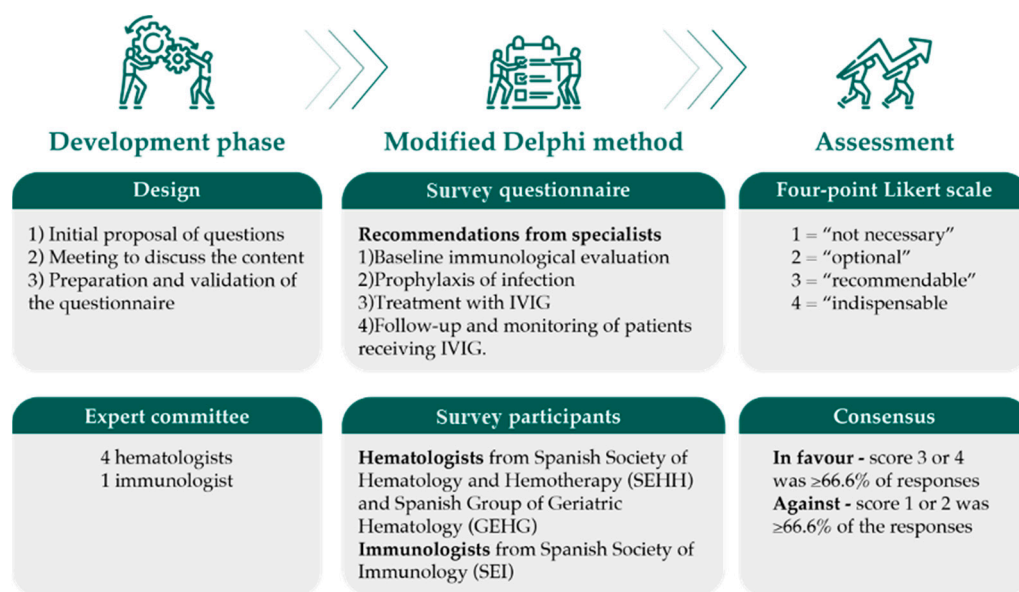 Development phase
Modified Delphi method
Assessment
Design
1) Initial proposal of questions
2) Meeting to discuss the content
3) Preparation and validation of
the questionnaire
Survey questionnaire
Recommendations from specialists
1)Baseline immunological evaluation
2)Prophylaxis of infection
3)Treatment with IVIG
4)Follow-up and monitoring of patients
receiving IVIG.
Four-point Likert scale
1 = “not necessary”
2 = “optional”
3 = “recommendable”
4 = “indispensable
Expert committee
4 hematologists
1 immunologist
Survey participants
Hematologists from Spanish Society of
Hematology and Hemotherapy (SEHH)
and Spanish Group of Geriatric
Hematology (GEHG)
Immunologists from Spanish Society of
Immunology (SEI)
Consensus
In favour - score 3 or 4
was ≥66.6% of responses
Against - score 1 or 2 was
≥66.6% of the responses